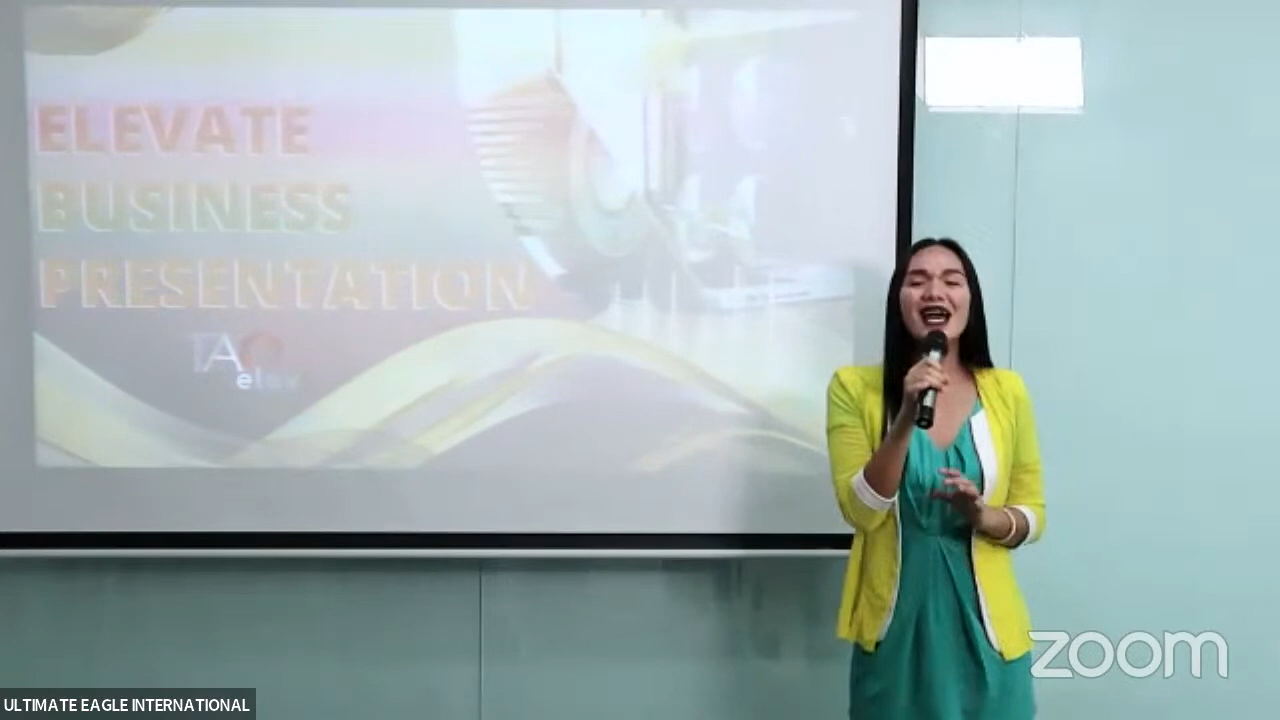 ELEVATE
BUSINESS
PRESENTATION
zoom
ULTIMATE EAGLE INTERNATIONAL